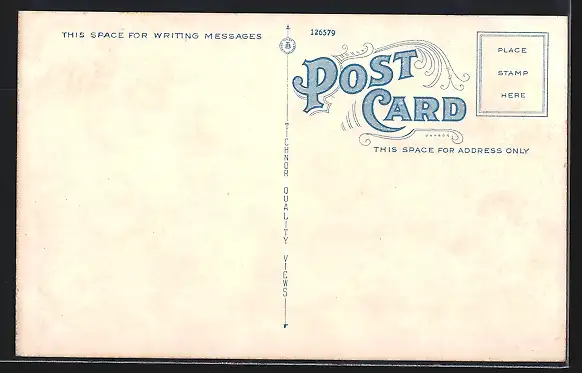 THIS SPACE FOR WRITING MESSAGES
126579
POST
CARD
PLACE
STAMP
HERE
THIS SPACE FOR ADDRESS ONLY
TICHNOR QUALITY VIEWS